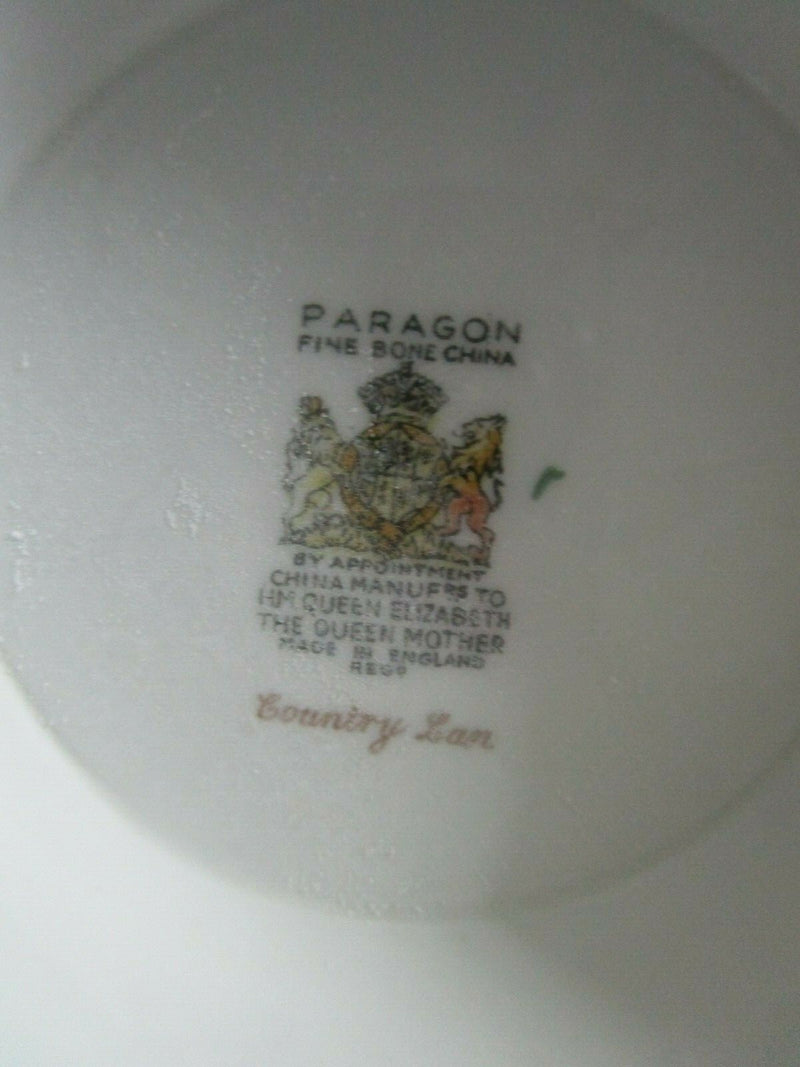 PARAGON
FINE BONE CHINA
BY APPOINTMENT
CHINA MANUFRS TO
H.M. QUEEN ELIZABETH
THE QUEEN MOTHER
MADE IN ENGLAND
REGD
Country Lan